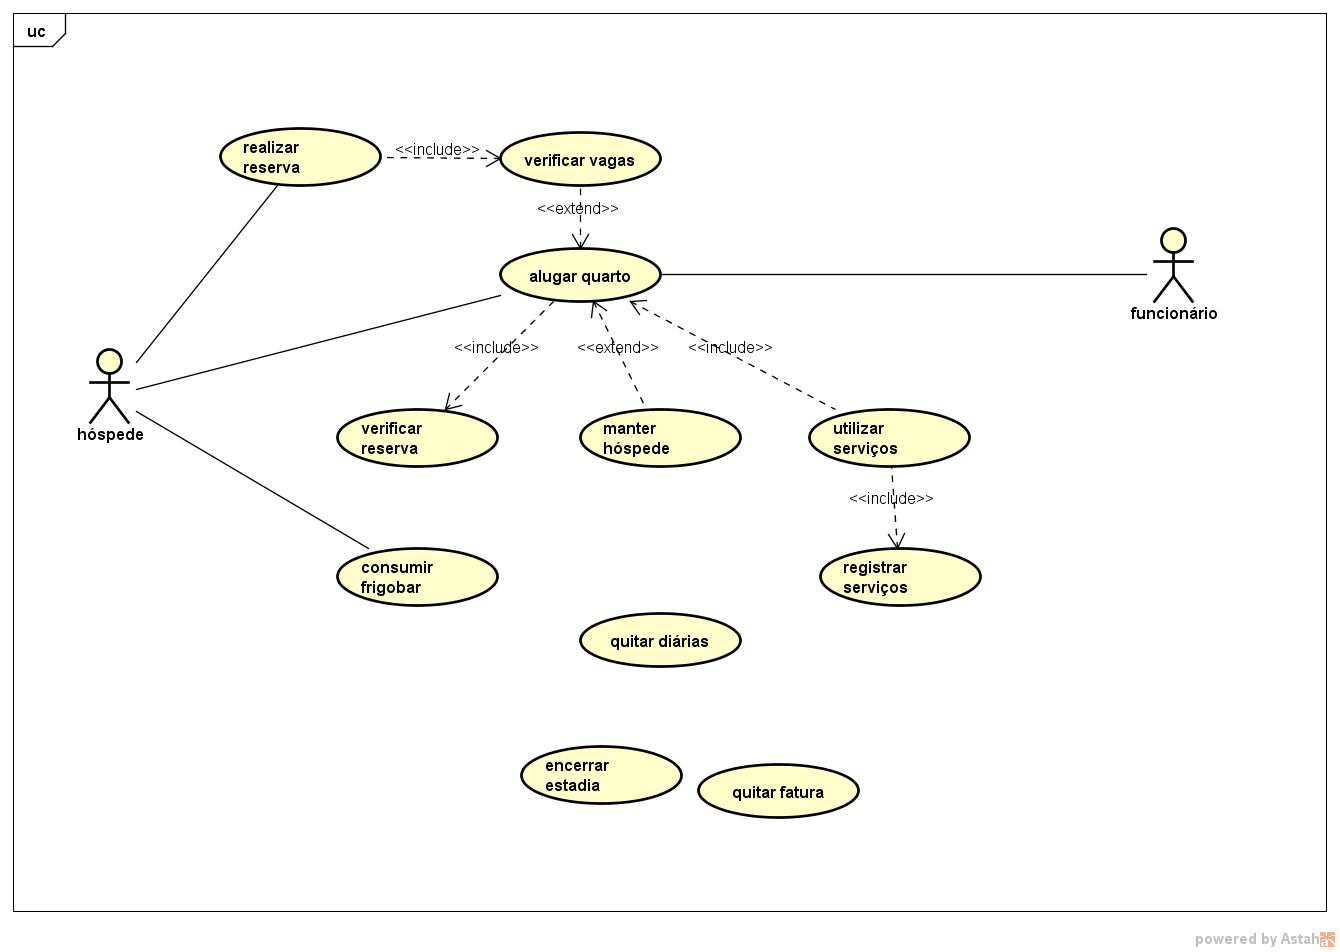 uc
realizar
reserva
<<include>>
verificar vagas
<<extend>>
alugar quarto
funcionário
<<include>>
<<extend>>
<<include>>
hóspede
verificar
reserva
manter
hóspede
utilizar
serviços
<<include>>
consumir
frigobar
registrar
serviços
quitar diárias
encerrar
estadia
quitar fatura
powered by Astah